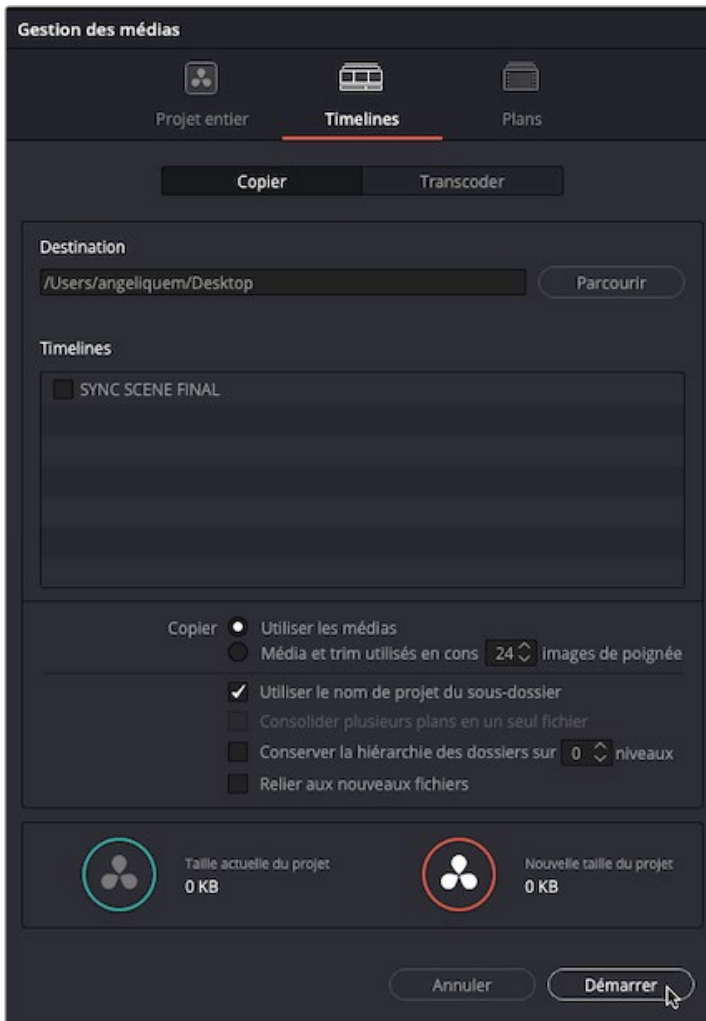 Gestion des médias
Projet entier Timelines Plans
Copier Transcoder
Destination
/Users/angeliquem/Desktop Parcourir
Timelines
SYNC SCENE FINAL
Copier Utiliser les médias
Média et trim utilisés en cons 24 images de poignée
Utiliser le nom de projet du sous-dossier
Consolider plusieurs plans en un seul fichier
Conserver la hiérarchie des dossiers sur 0 niveaux
Relier aux nouveaux fichiers
Taille actuelle du projet Nouvelle taille du projet
0 KB 0 KB
Annuler Démarrer